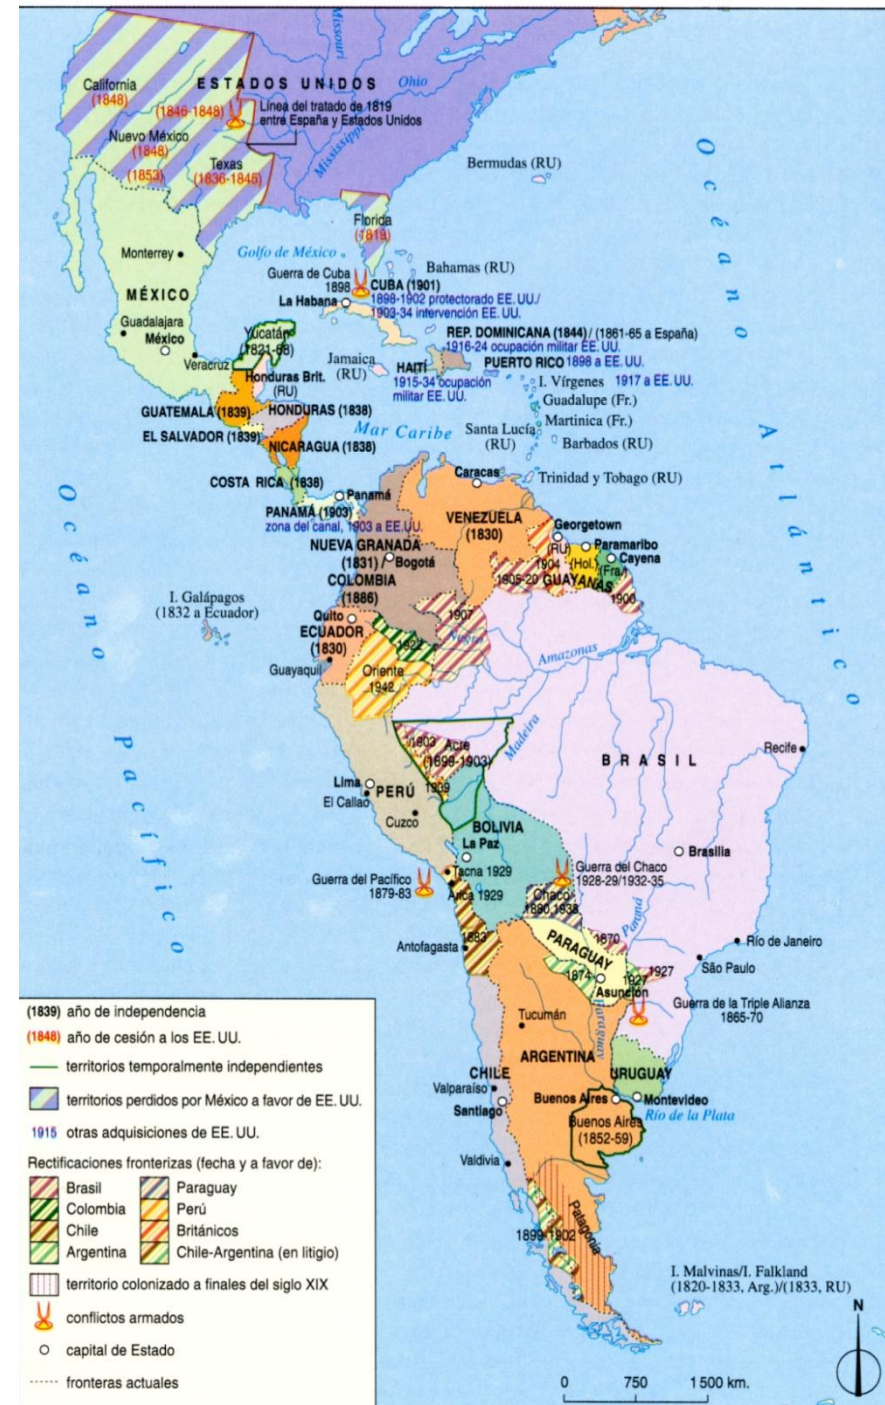 Missouri
California
(1848)
ESTADOS UNIDOS
Ohio
(1846-1848)
Línea del tratado de 1819
entre España y Estados Unidos
Nuevo México
(1848)
Mississippi
(1853)
Texas
(1836-1845)
Bermudas (RU)
Océano Atlántico
Florida
(1819)
Monterrey
Golfo de México
Guerra de Cuba
1898
Bahamas (RU)
CUBA (1901)
1898-1902 protectorado EE. UU./
1903-34 intervención EE. UU.
MÉXICO
La Habana
Guadalajara
México
Veracruz
Yucatán
(1821-68)
REP. DOMINICANA (1844) / (1861-65 a España)
1916-24 ocupación militar EE. UU.
Jamaica
(RU)
HAITÍ
1915-34 ocupación
militar EE. UU.
PUERTO RICO 1898 a EE. UU.
Honduras Brit.
(RU)
I. Vírgenes 1917 a EE. UU.
Guadalupe (Fr.)
GUATEMALA (1839)
HONDURAS (1838)
Martinica (Fr.)
EL SALVADOR (1839)
Mar Caribe
Santa Lucía
(RU)
Barbados (RU)
NICARAGUA (1838)
COSTA RICA (1838)
Caracas
Trinidad y Tobago (RU)
Panamá
PANAMÁ (1903)
zona del canal, 1903 a EE.UU.
VENEZUELA
(1830)
Georgetown
NUEVA GRANADA
(1831) /
Bogotá
COLOMBIA
(1886)
(RU)
1904
Paramaribo
(Hol.)
Cayena
(Fra.)
1905-20
GUAYANAS
1900
Océano Pacífico
I. Galápagos
(1832 a Ecuador)
1907
Negro
Quito
ECUADOR
(1830)
1922
Amazonas
Guayaquil
Oriente
1942
Madeira
1903
Acre
(1899-1903)
BRASIL
Recife
1909
Lima
El Callao
PERÚ
Cuzco
BOLIVIA
La Paz
Brasilia
Guerra del Pacífico
1879-83
Tacna 1929
Arica 1929
Guerra del Chaco
1928-29/1932-35
Chaco
1880,1938
Paraná
Antofagasta
1883
1870
PARAGUAY
Río de Janeiro
São Paulo
1874
1927
1927
Asunción
Guerra de la Triple Alianza
1865-70
Tucumán
Paraguay
ARGENTINA
CHILE
URUGUAY
Valparaíso
Santiago
Buenos Aires
Montevideo
Río de la Plata
Buenos Aires
(1852-59)
Valdivia
Patagonia
1899-1902
I. Malvinas/I. Falkland
(1820-1833, Arg.)/(1833, RU)
N
0 750 1 500 km.
(1839) año de independencia
(1848) año de cesión a los EE. UU.
territorios temporalmente independientes
territorios perdidos por México a favor de EE. UU.
1915 otras adquisiciones de EE. UU.
Rectificaciones fronterizas (fecha y a favor de):
Brasil
Paraguay
Colombia
Perú
Chile
Británicos
Argentina
Chile-Argentina (en litigio)
territorio colonizado a finales del siglo XIX
conflictos armados
capital de Estado
fronteras actuales